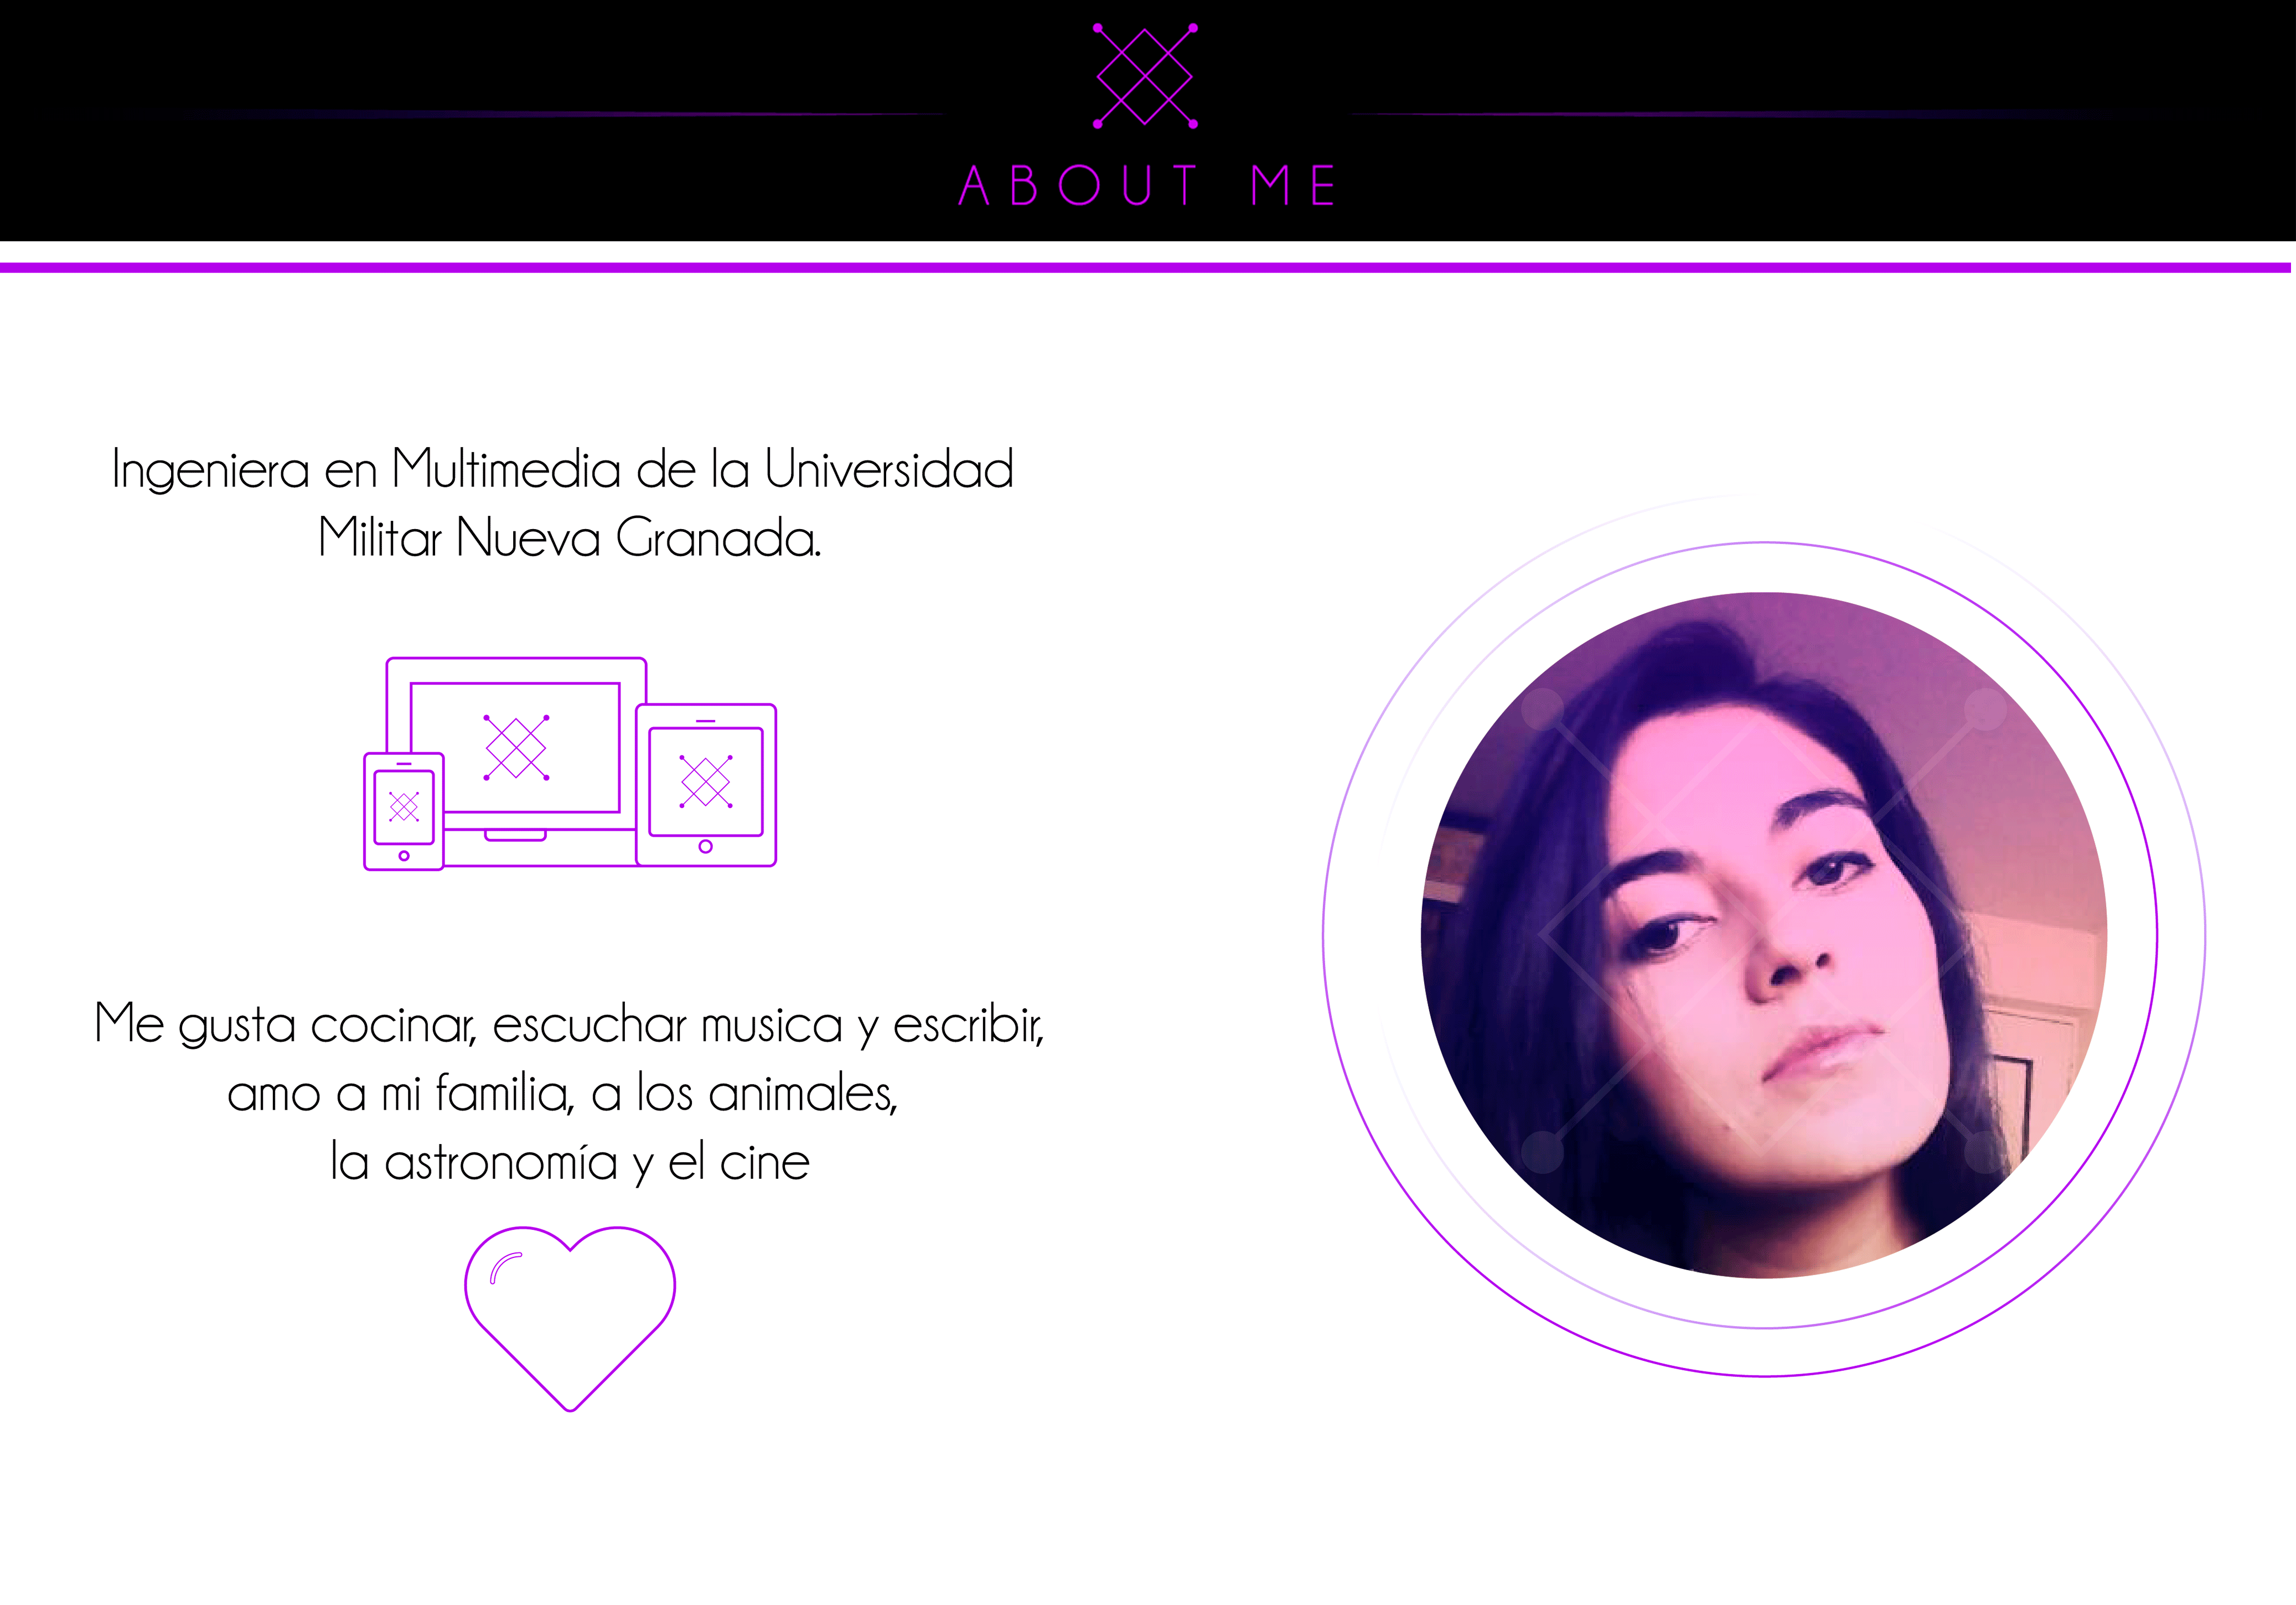 ABOUT ME
Ingeniera en Multimedia de la Universidad
Militar Nueva Granada.
Me gusta cocinar, escuchar musica y escribir,
amo a mi familia, a los animales,
la astronomía y el cine